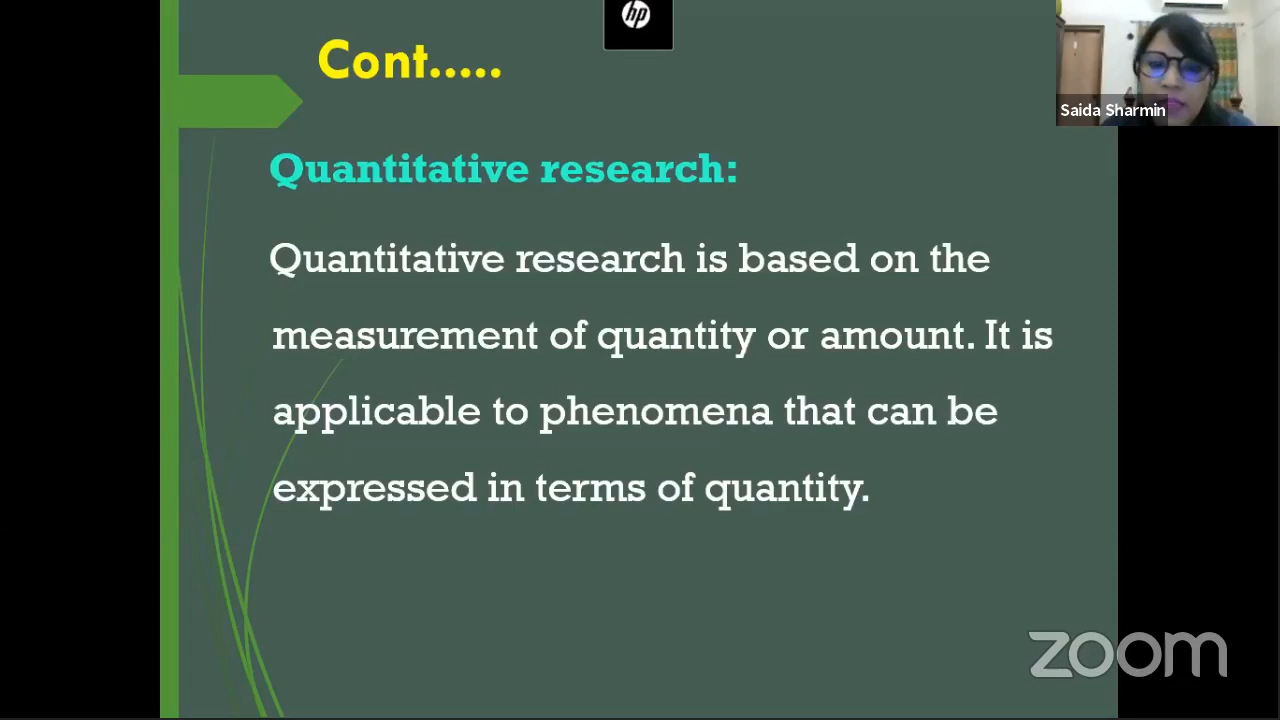 hp
Cont.....
Saida Sharmin
Quantitative research:
Quantitative research is based on the
measurement of quantity or amount. It is
applicable to phenomena that can be
expressed in terms of quantity.
zoom